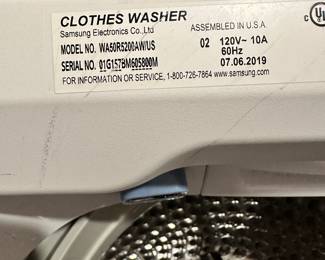 CLOTHES WASHER
Samsung Electronics Co.,Ltd
ASSEMBLED IN U.S.A
MODEL NO. WA50R5200AW/US
02 120V~ 10A
60Hz
SERIAL NO. 01G157BM605800M
07.06.2019
FOR INFORMATION OR SERVICE, 1-800-726-7864 www.samsung.com